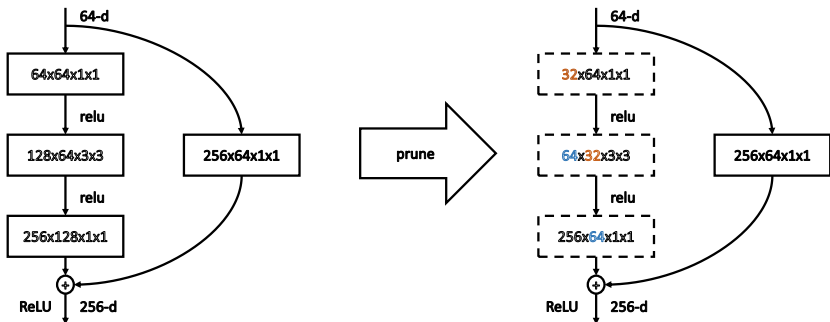 64-d
64x64x1x1
relu
128x64x3x3
256x64x1x1
relu
256x128x1x1
ReLU
256-d
prune
64-d
32x64x1x1
relu
64x32x3x3
256x64x1x1
relu
256x64x1x1
ReLU
256-d